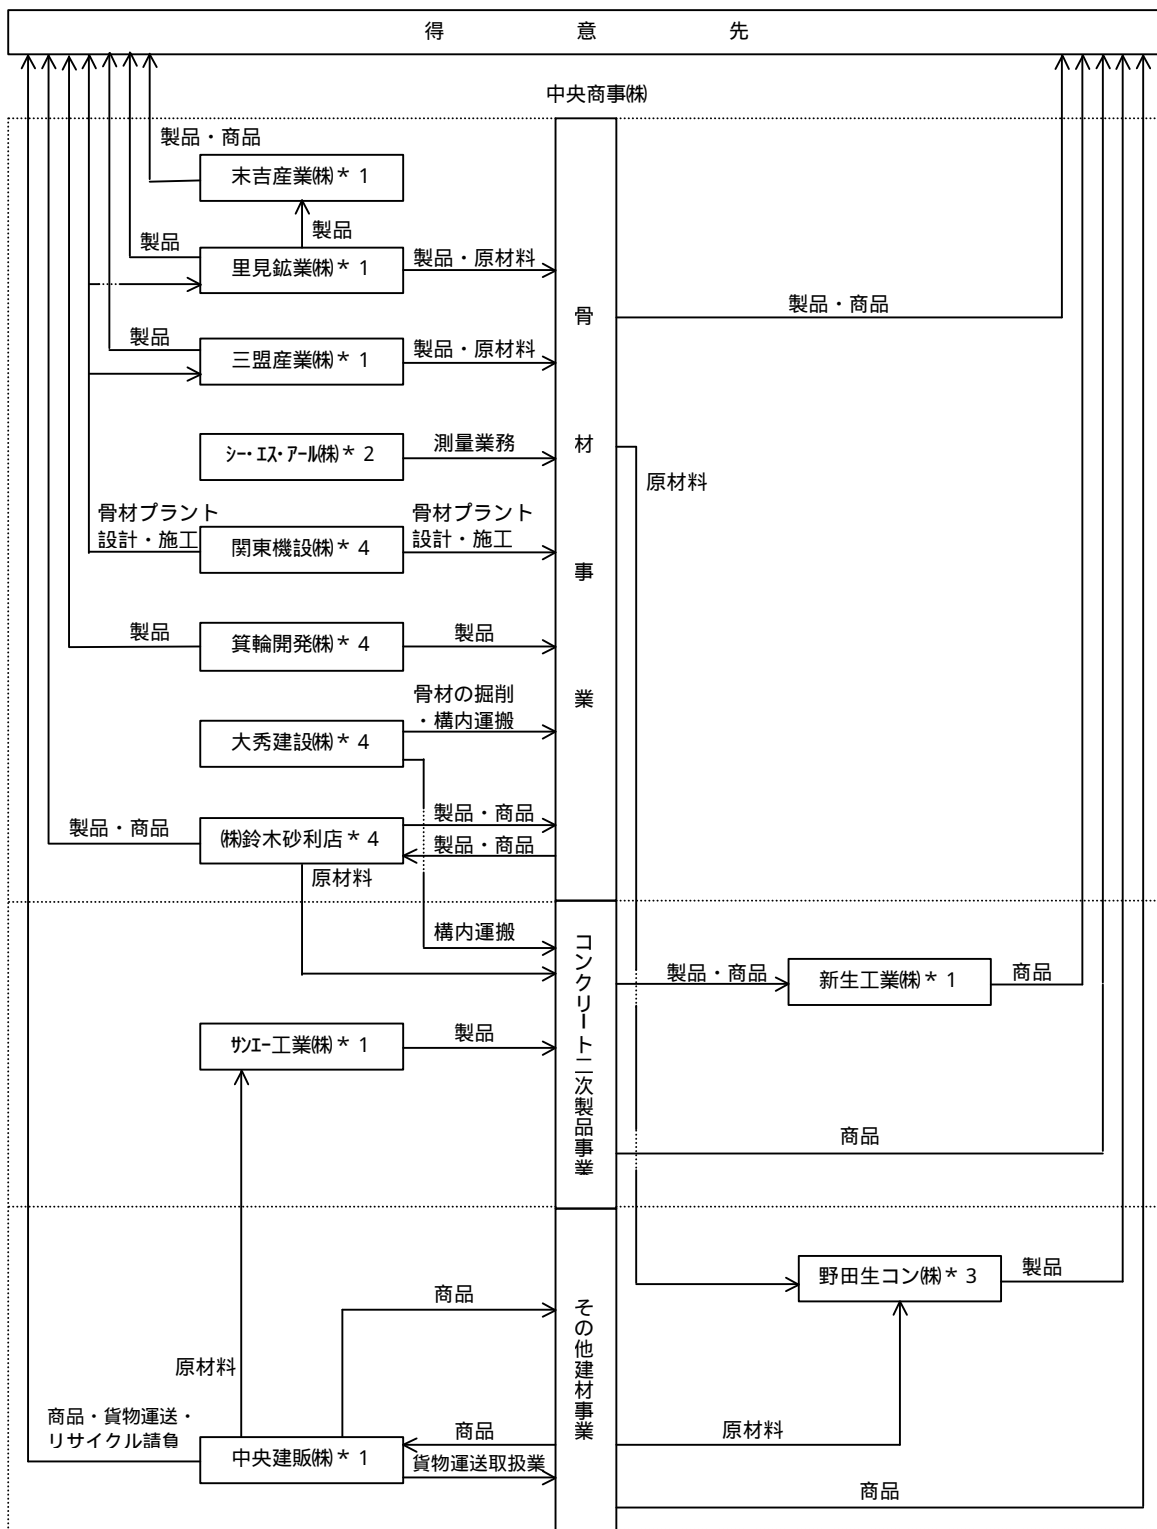 得意先
中央商事㈱
製品・商品
末吉産業㈱＊1
製品
製品
里見鉱業㈱＊1
製品・原材料
骨材事業
製品・商品
製品
三盟産業㈱＊1
製品・原材料
シー・エス・アール㈱＊2
測量業務
原材料
骨材プラント
設計・施工
関東機設㈱＊4
骨材プラント
設計・施工
製品
箕輪開発㈱＊4
製品
骨材の掘削
・構内運搬
大秀建設㈱＊4
製品・商品
㈱鈴木砂利店＊4
製品・商品
製品・商品
原材料
構内運搬
コンクリート二次製品事業
製品・商品
新生工業㈱＊1
商品
サンエー工業㈱＊1
製品
商品
野田生コン㈱＊3
製品
商品
その他建材事業
原材料
商品・貨物運送・
リサイクル請負
中央建販㈱＊1
商品
貨物運送取扱業
原材料
商品